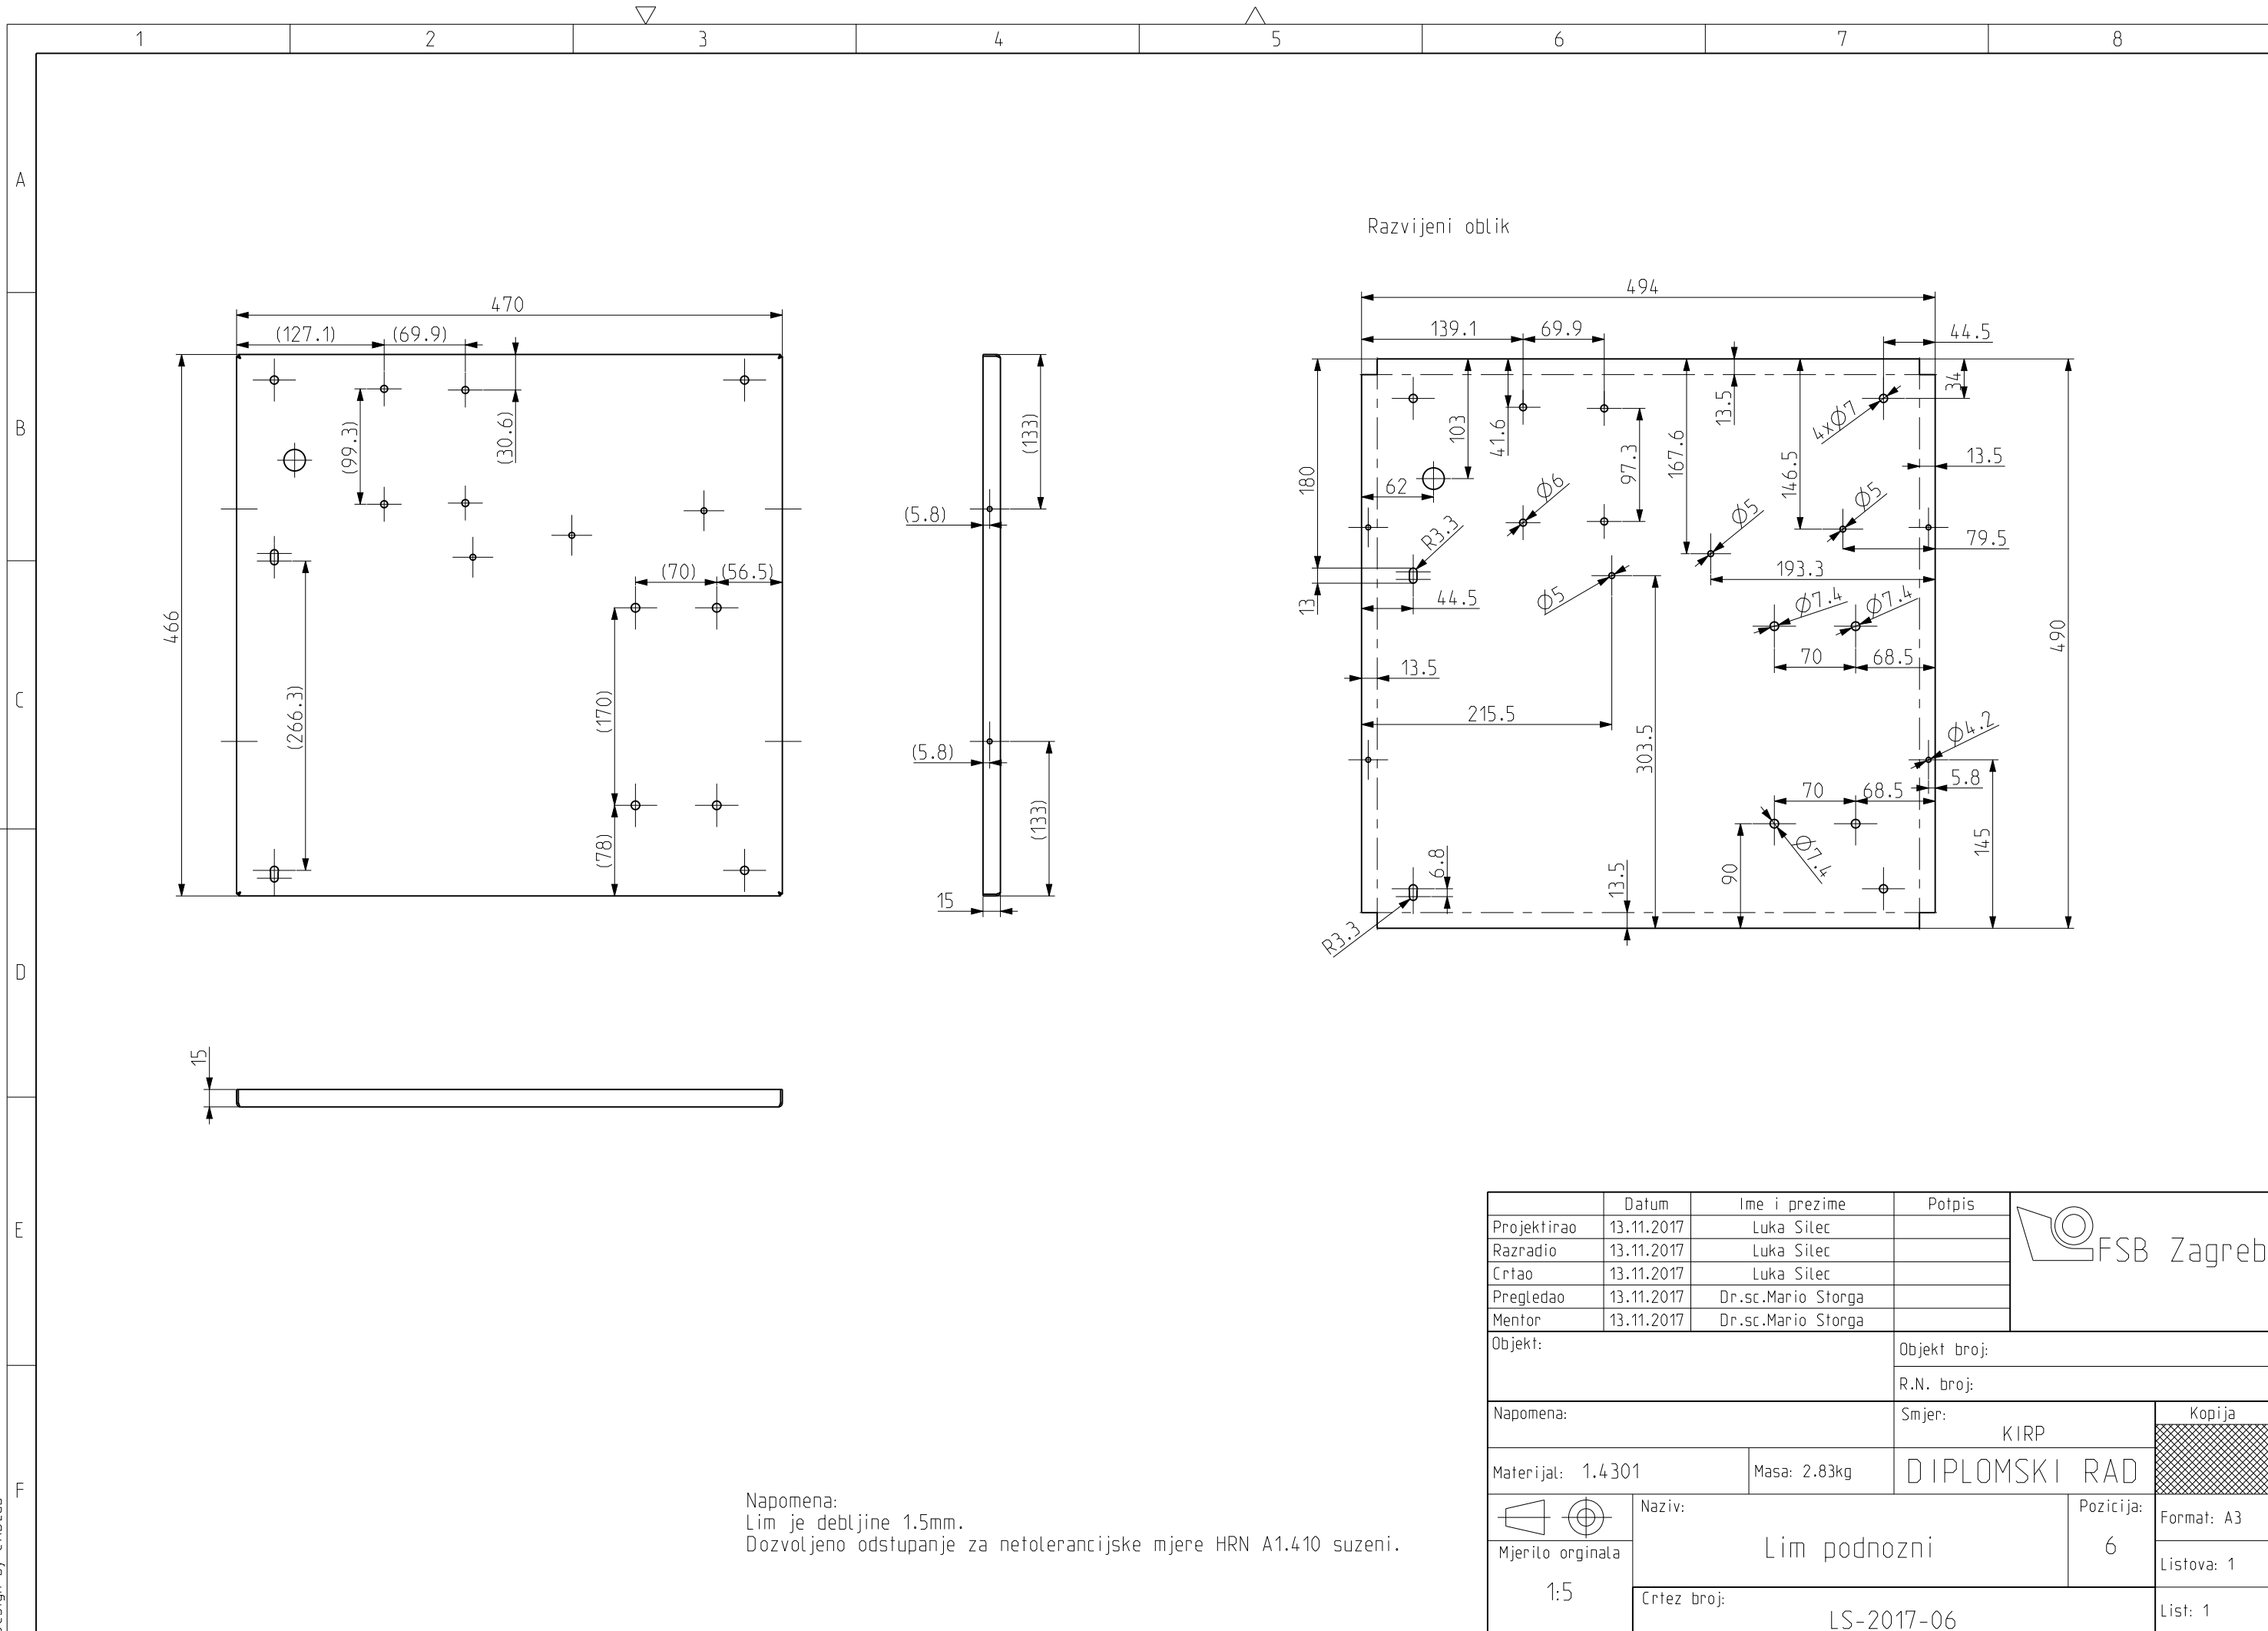 1 2 3 4 5 6 7 8
A
B
C
D
E
F
470
(127.1) (69.9)
(99.3)
(30.6)
466
(266.3)
(70) (56.5)
(170)
(78)
15
(133)
(5.8)
(5.8)
(133)
15
Razvijeni oblik
494
139.1 69.9
44.5
34
4xØ7
13.5
103
41.6
97.3
167.6
146.5
13.5
180
62
Ø6
Ø5
Ø5
R3.3
79.5
193.3
13
44.5
Ø5
Ø7.4
Ø7.4
490
70 68.5
13.5
215.5
303.5
Ø4.2
5.8
70 68.5
145
6.8
13.5
90
Ø7.4
R3.3
Napomena:
Lim je debljine 1.5mm.
Dozvoljeno odstupanje za netolerancijske mjere HRN A1.410 suzeni.
Datum Ime i prezime Potpis
Projektirao 13.11.2017 Luka Silec
Razradio 13.11.2017 Luka Silec
Crtao 13.11.2017 Luka Silec
Pregledao 13.11.2017 Dr.sc.Mario Storga
Mentor 13.11.2017 Dr.sc.Mario Storga
FSB Zagreb
Objekt:
Objekt broj:
R.N. broj:
Napomena:
Smjer:
KIRP
Kopija
Materijal: 1.4301
Masa: 2.83kg
DIPLOMSKI RAD
Naziv:
Lim podnozni
Pozicija:
6
Format: A3
Mjerilo orginala
1:5
Listova: 1
Crtez broj:
LS-2017-06
List: 1